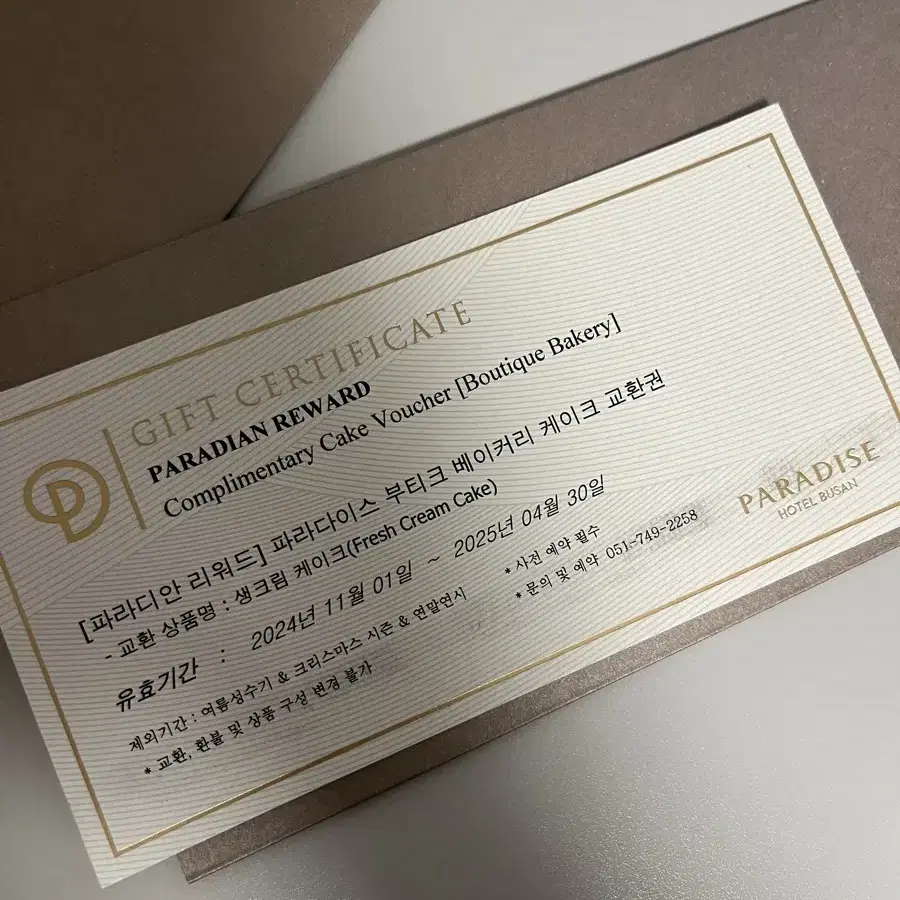 GIFT CERTIFICATE
PARADIAN REWARD
Complimentary Cake Voucher [Boutique Bakery]
[파라디안 리워드] 파라다이스 부티크 베이커리 케이크 교환권
- 교환 상품명 : 생크림 케이크(Fresh Cream Cake)
유효기간 : 2024년 11월 01일 ~ 2025년 04월 30일
제외기간 : 여름성수기 & 크리스마스 시즌 & 연말연시
* 교환, 환불 및 상품 구성 변경 불가
* 사전 예약 필수
* 문의 및 예약 051-749-2258
PARADISE
HOTEL BUSAN